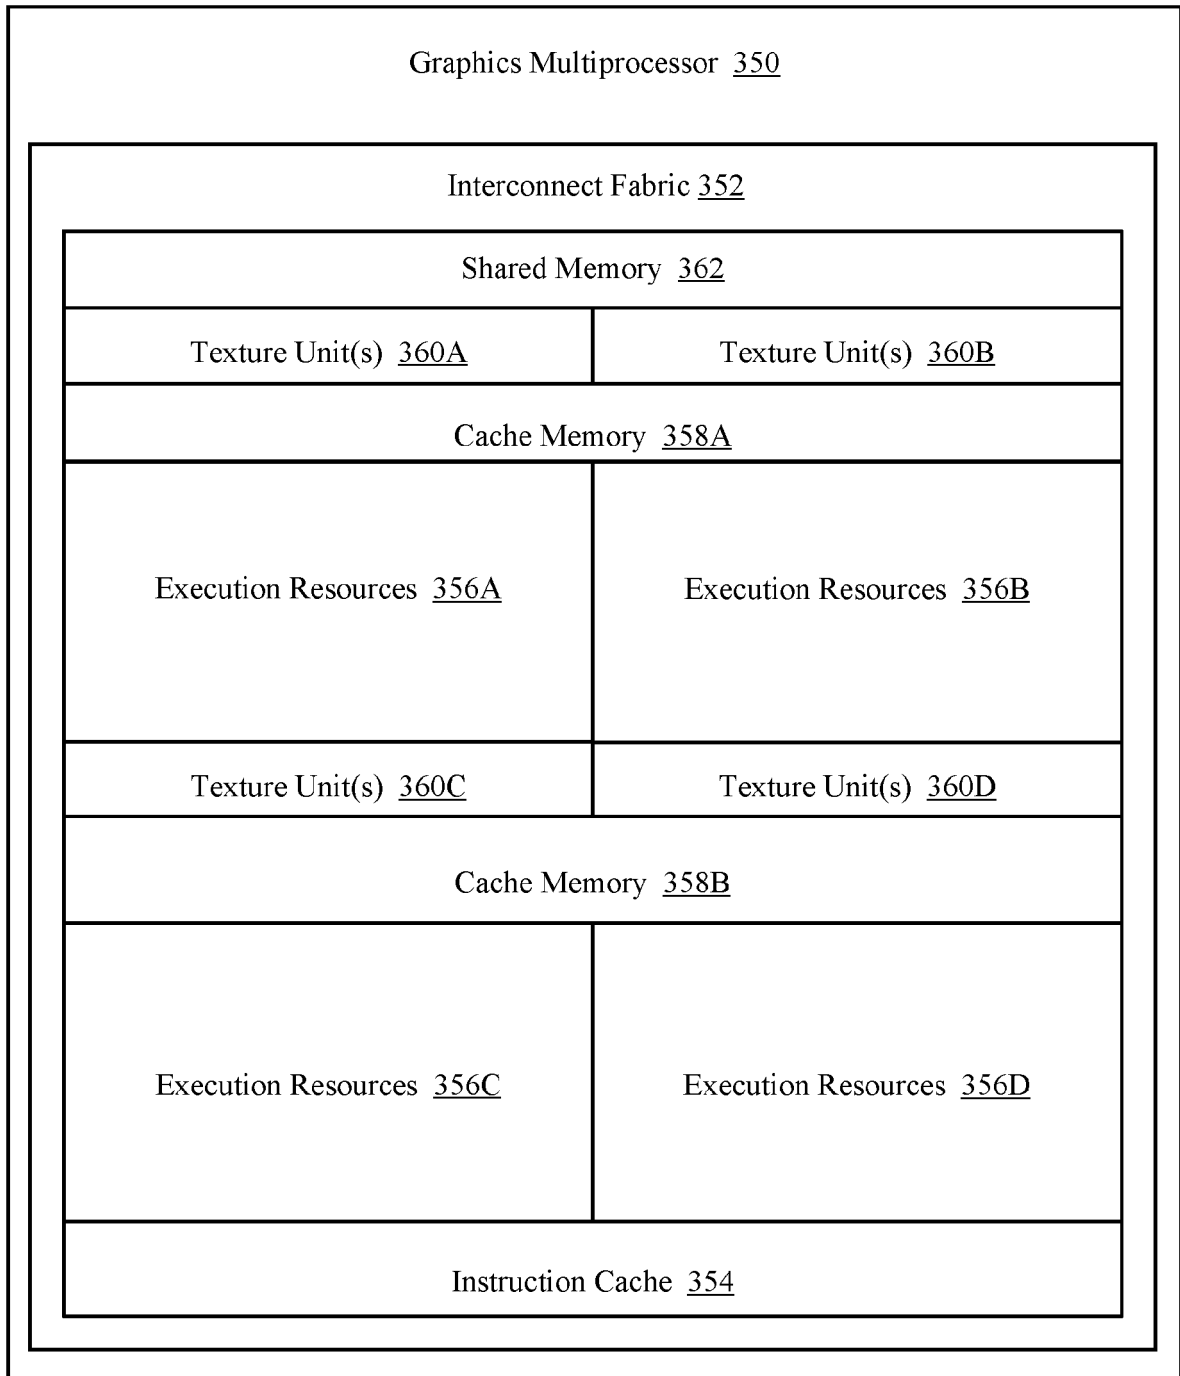 Graphics Multiprocessor 350
Interconnect Fabric 352
Shared Memory 362
Texture Unit(s) 360A
Texture Unit(s) 360B
Cache Memory 358A
Execution Resources 356A
Execution Resources 356B
Texture Unit(s) 360C
Texture Unit(s) 360D
Cache Memory 358B
Execution Resources 356C
Execution Resources 356D
Instruction Cache 354